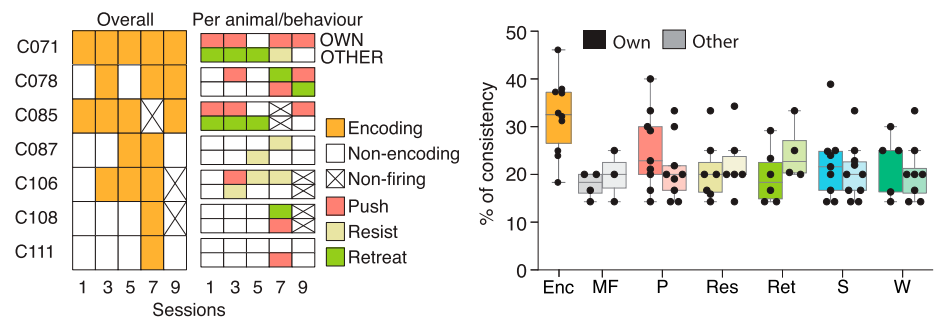 Overall
Per animal/behaviour
C071
C078
C085
C087
C106
C108
C111
OWN
OTHER
Encoding
Non-encoding
Non-firing
Push
Resist
Retreat
1 3 5 7 9
1 3 5 7 9
Sessions
% of consistency
50
40
30
20
10
0
Own
Other
Enc MF P Res Ret S W